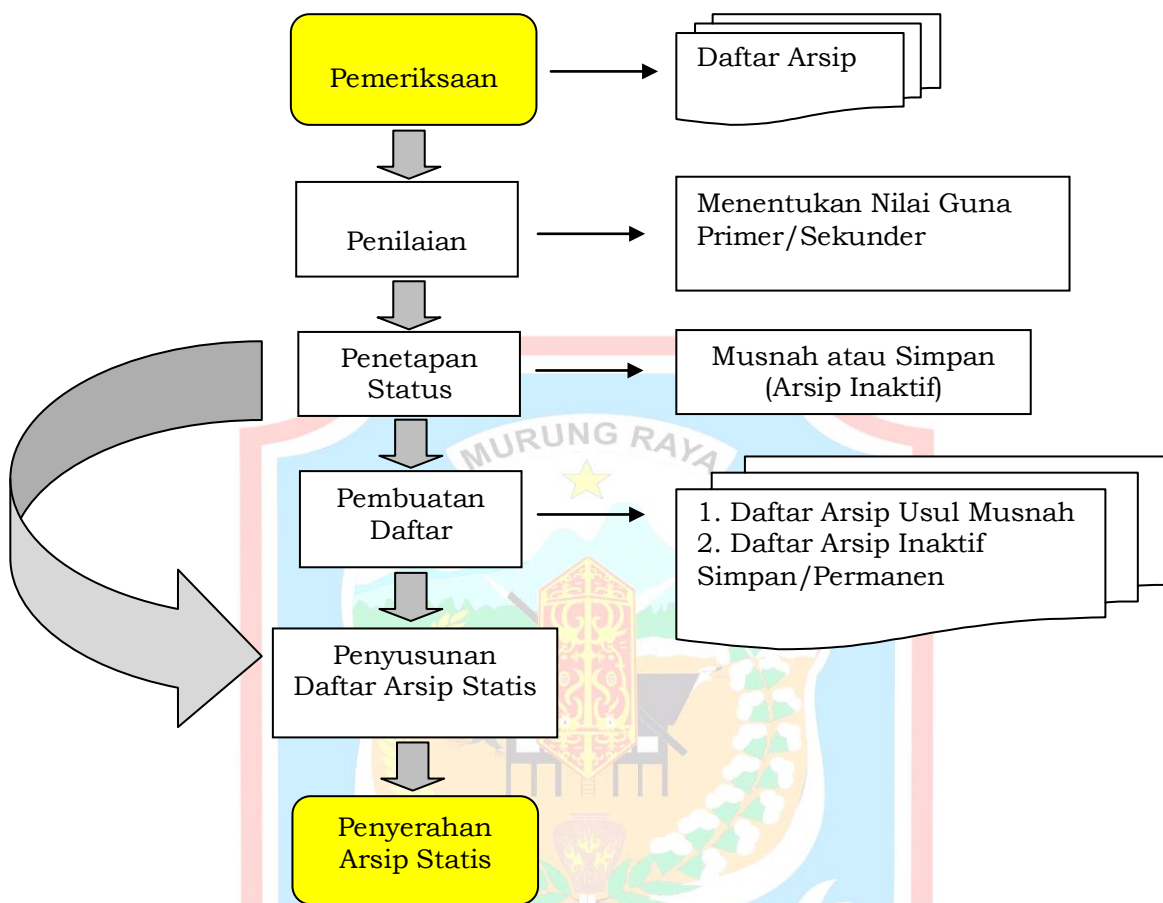 Pemeriksaan
Daftar Arsip
Penilaian
Menentukan Nilai Guna
Primer/Sekunder
Penetapan
Status
Musnah atau Simpan
(Arsip Inaktif)
MURUNG RAYA
Pembuatan
Daftar
1. Daftar Arsip Usul Musnah
2. Daftar Arsip Inaktif
Simpan/Permanen
Penyusunan
Daftar Arsip Statis
Penyerahan
Arsip Statis